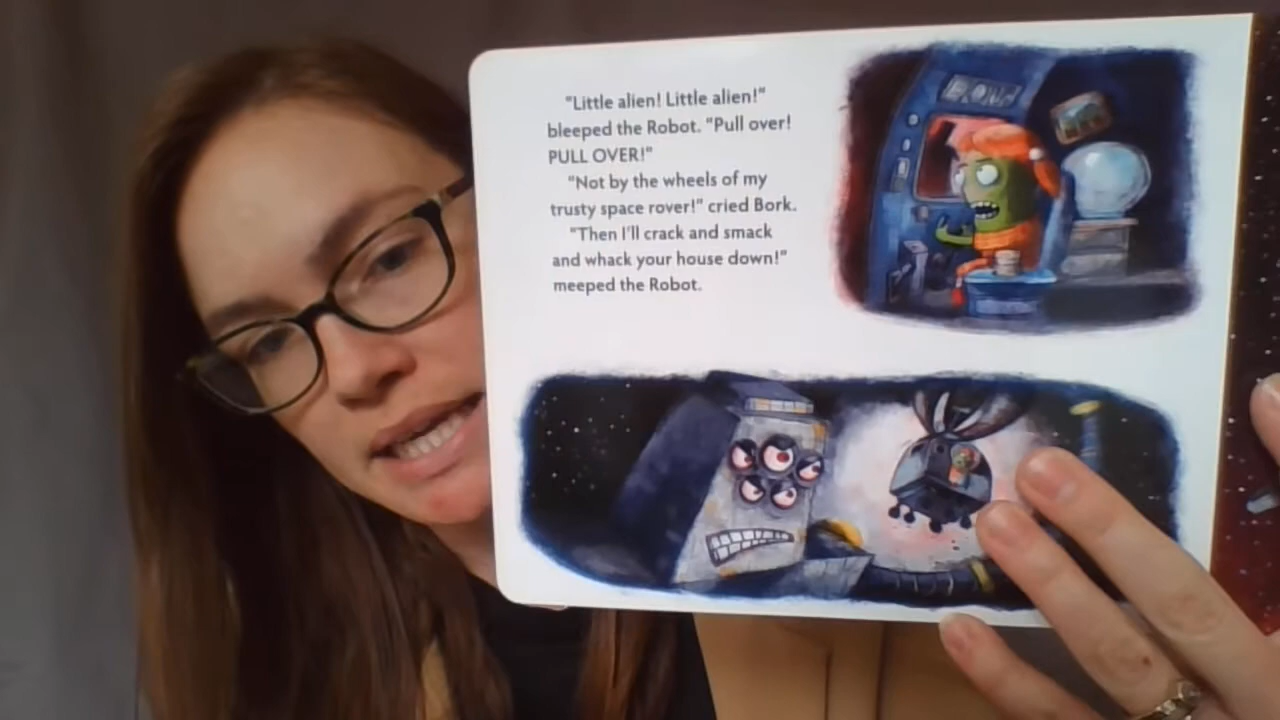 "Little alien! Little alien!"
bleeped the Robot. "Pull over!
PULL OVER!"
"Not by the wheels of my
trusty space rover!" cried Bork.
"Then I'll crack and smack
and whack your house down!"
meeped the Robot.